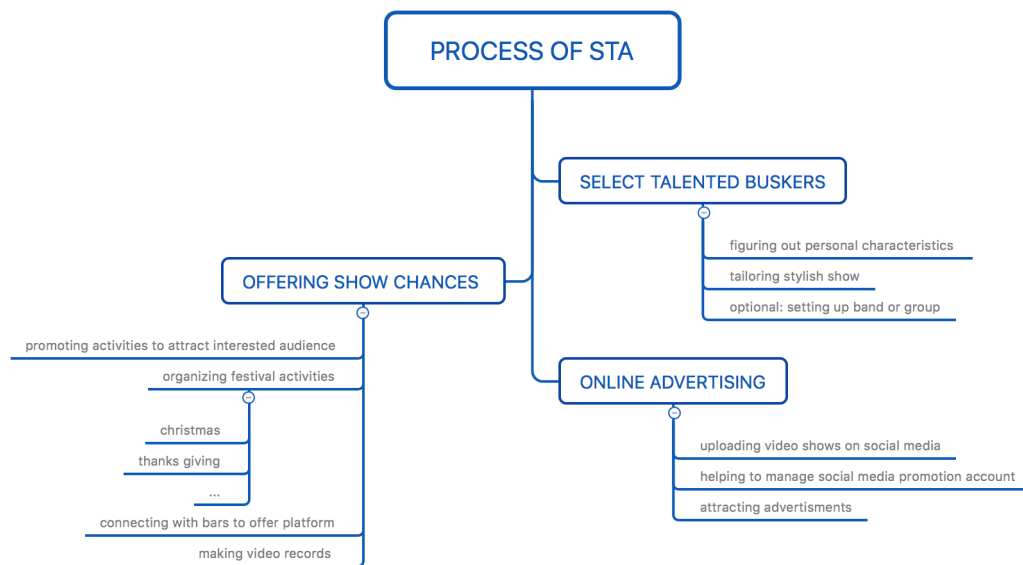 PROCESS OF STA
SELECT TALENTED BUSKERS
figuring out personal characteristics
tailoring stylish show
optional: setting up band or group
OFFERING SHOW CHANCES
promoting activities to attract interested audience
organizing festival activities
christmas
thanks giving
...
connecting with bars to offer platform
making video records
ONLINE ADVERTISING
uploading video shows on social media
helping to manage social media promotion account
attracting advertisments